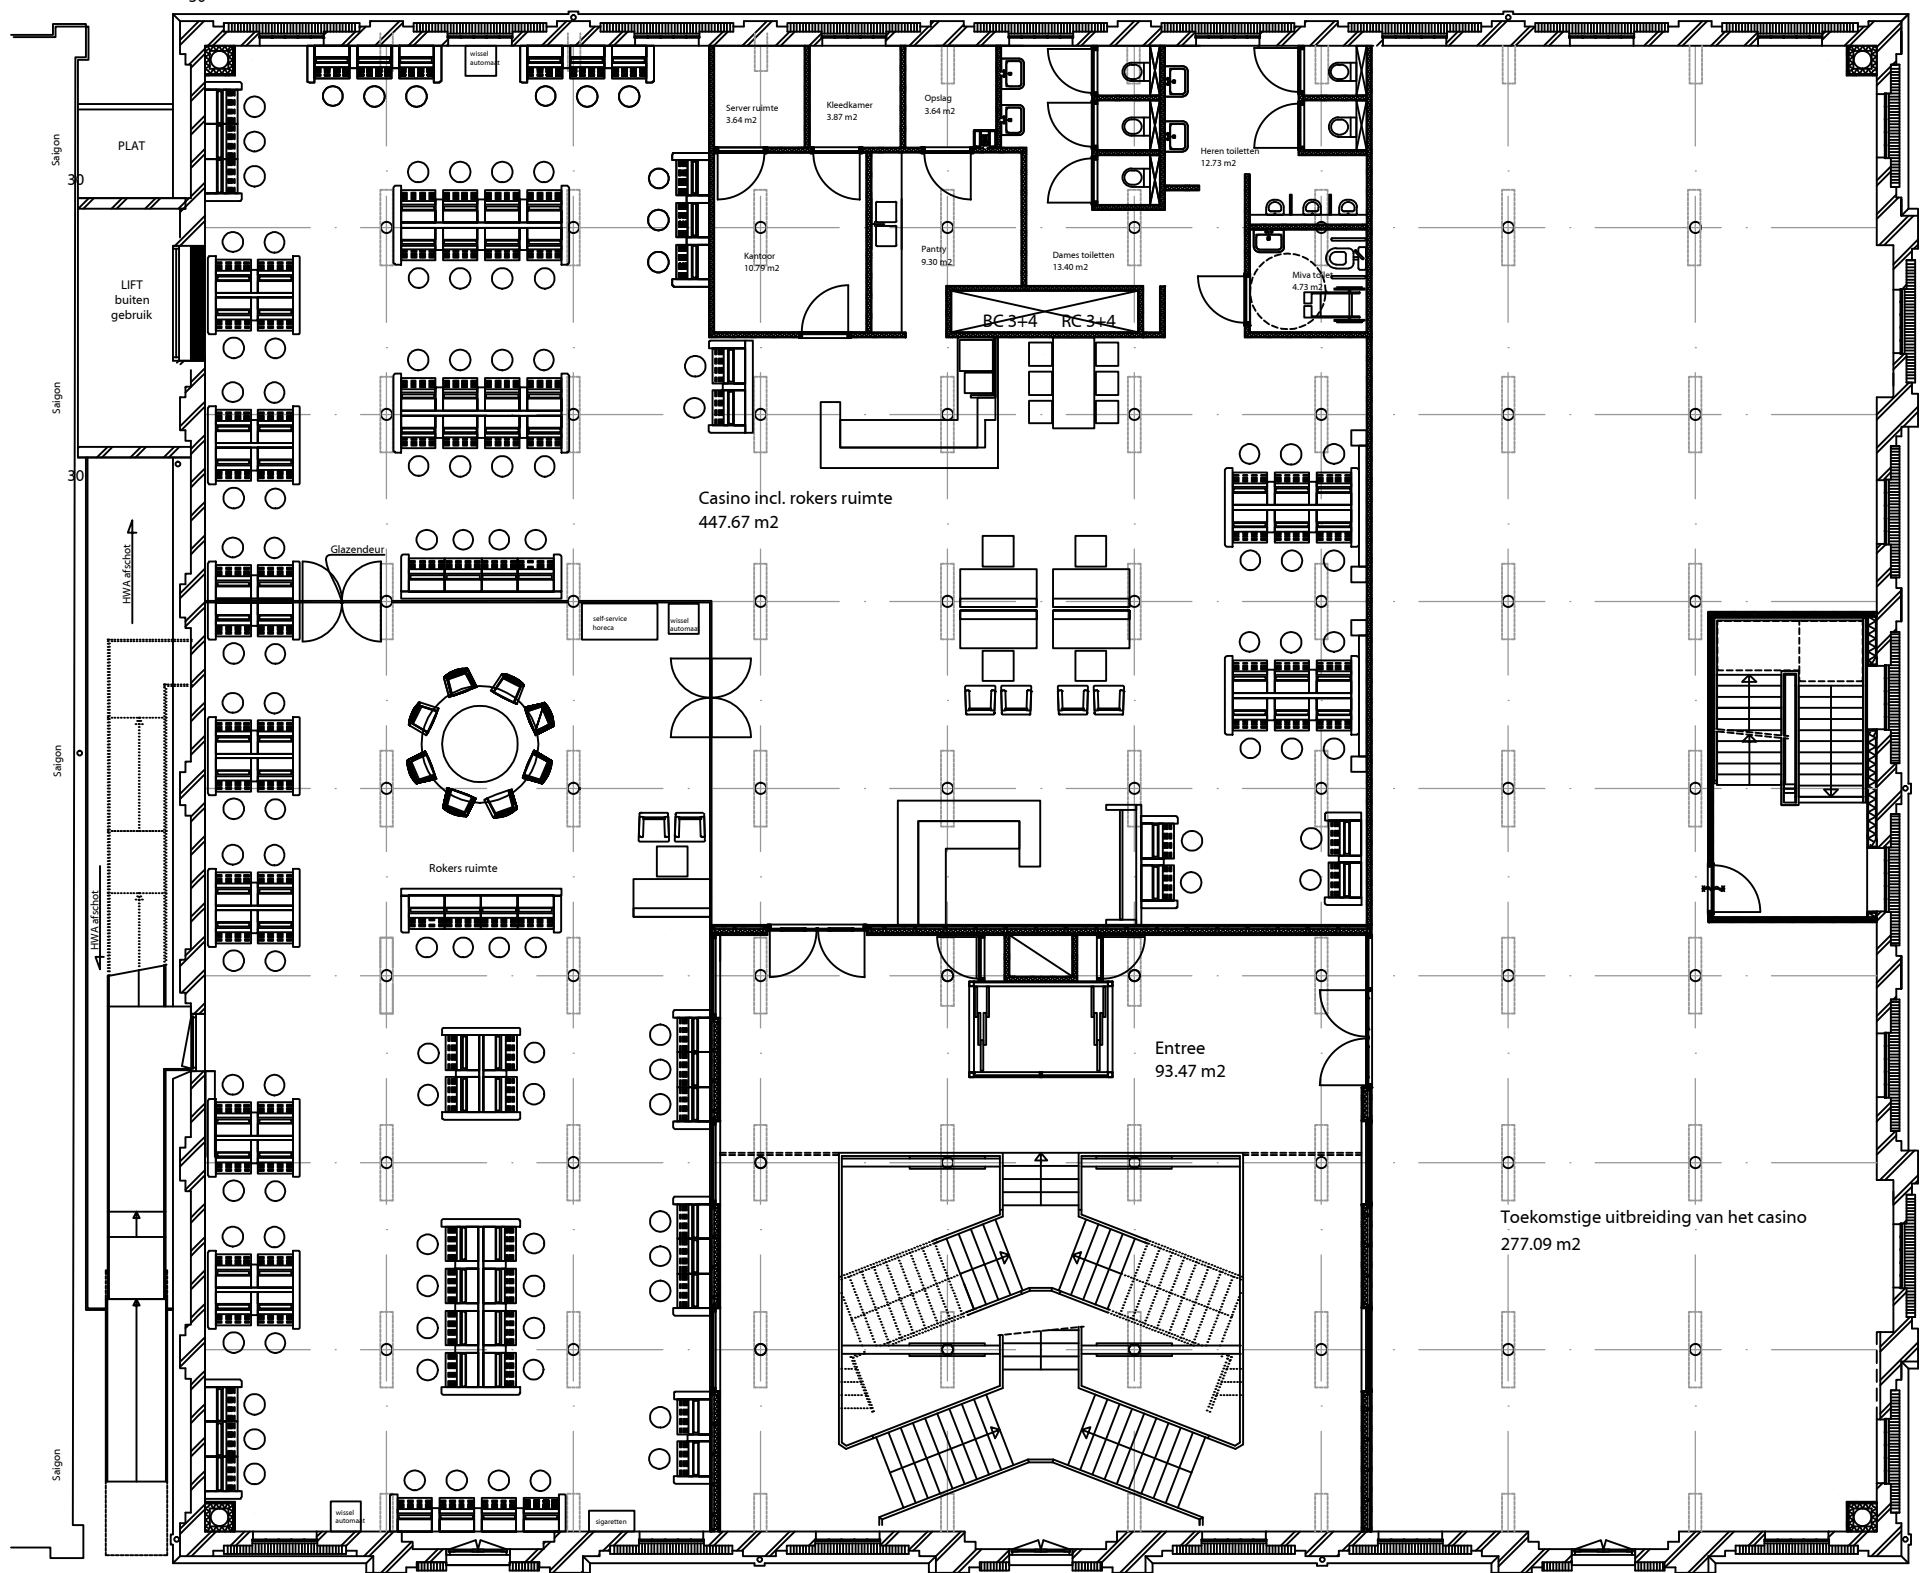 30
wissel
automaat
Server ruimte
3.64 m2
Kleedkamer
3.87 m2
Opslag
3.64 m2
Heren toiletten
12.73 m2
Saigon
PLAT
30
Kantoor
10.79 m2
Pantry
9.30 m2
Dames toiletten
13.40 m2
Miva toilet
4.73 m2
LIFT
buiten
gebruik
BC 3+4
RC 3+4
Saigon
30
Casino incl. rokers ruimte
447.67 m2
HWA afschot
Glazendeur
self-service
horeca
wissel
automaat
Saigon
Rokers ruimte
HWA afschot
Entree
93.47 m2
Toekomstige uitbreiding van het casino
277.09 m2
Saigon
wissel
automaat
sigaretten